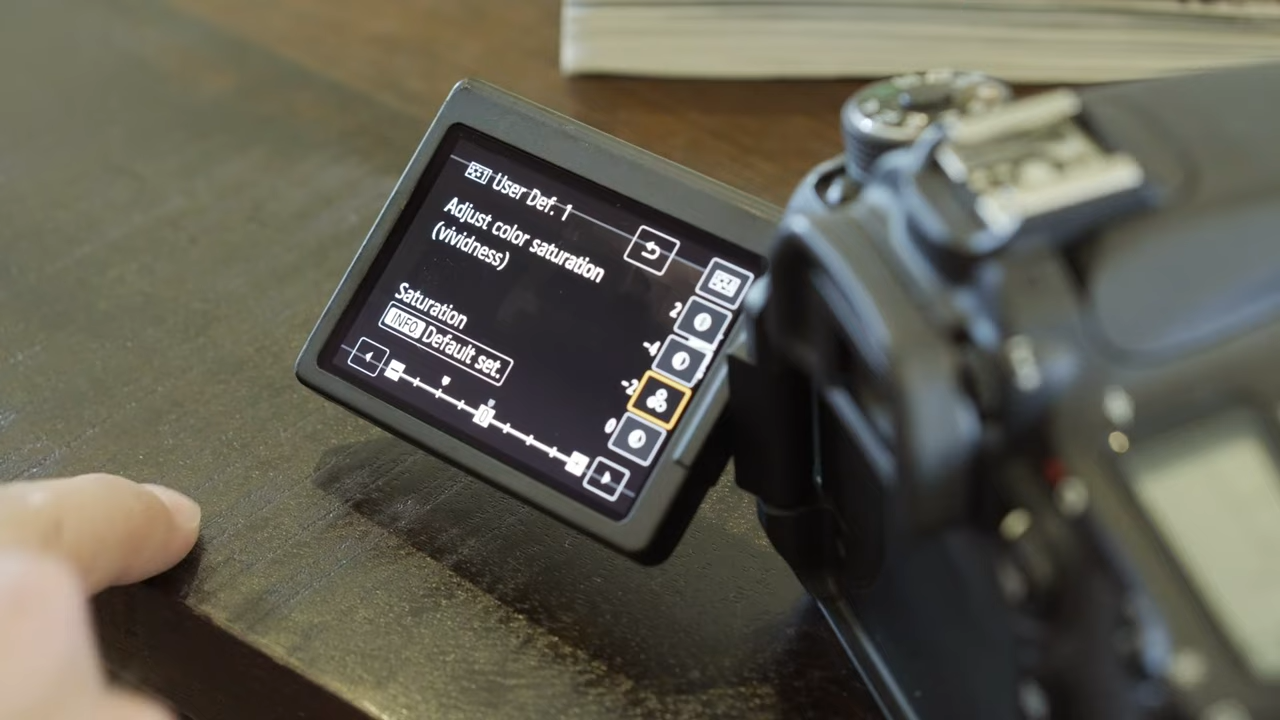 User Def. 1
Adjust color saturation
(vividness)
2
-4
Saturation
-2
INFO. Default set.
0
0